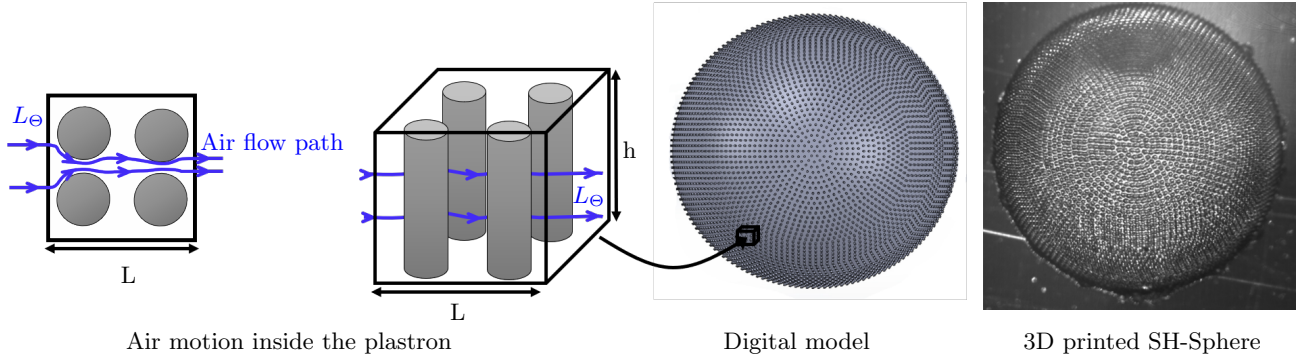 L_Θ
Air flow path
L
h
L_Θ
L
Air motion inside the plastron
Digital model
3D printed SH-Sphere